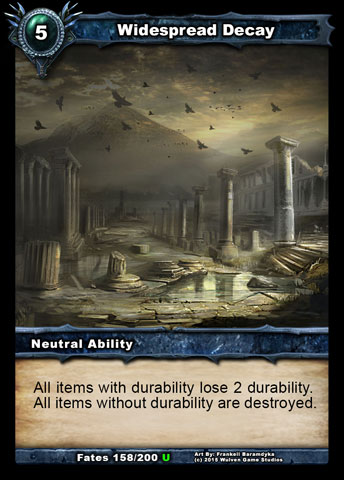 5
Widespread Decay
Neutral Ability
All items with durability lose 2 durability.
All items without durability are destroyed.
Fates 158/200 U
Art By: Frankell Baramdyka
(c) 2015 Wulven Game Studios